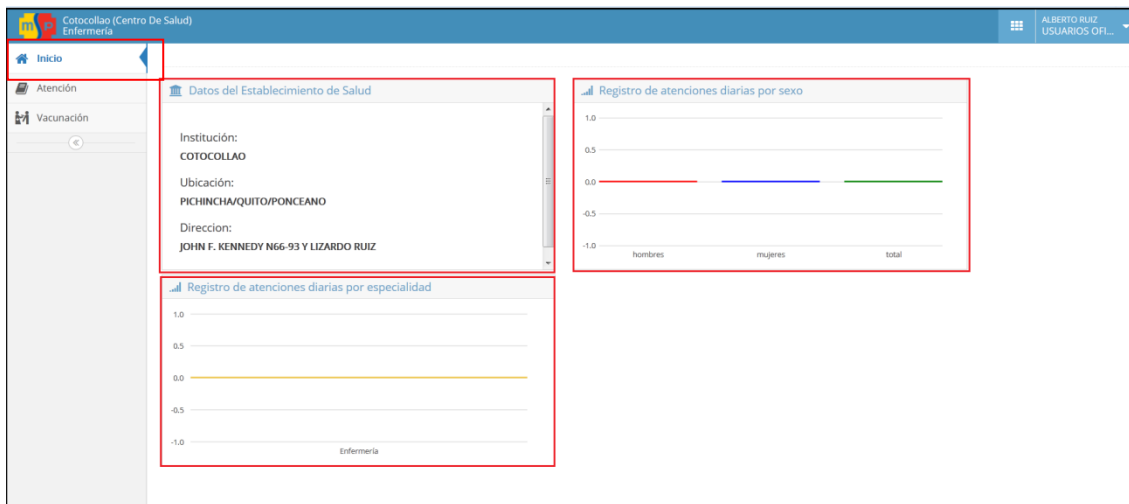 msp
Cotocollao (Centro De Salud)
Enfermería
ALBERTO RUIZ
USUARIOS OFI...
Inicio
Atención
Vacunación
Datos del Establecimiento de Salud
Institución:
COTOCOLLAO
Ubicación:
PICHINCHA/QUITO/PONCEANO
Direccion:
JOHN F. KENNEDY N66-93 Y LIZARDO RUIZ
Registro de atenciones diarias por sexo
1.0
0.5
0.0
-0.5
-1.0
hombres mujeres total
Registro de atenciones diarias por especialidad
1.0
0.5
0.0
-0.5
-1.0
Enfermería